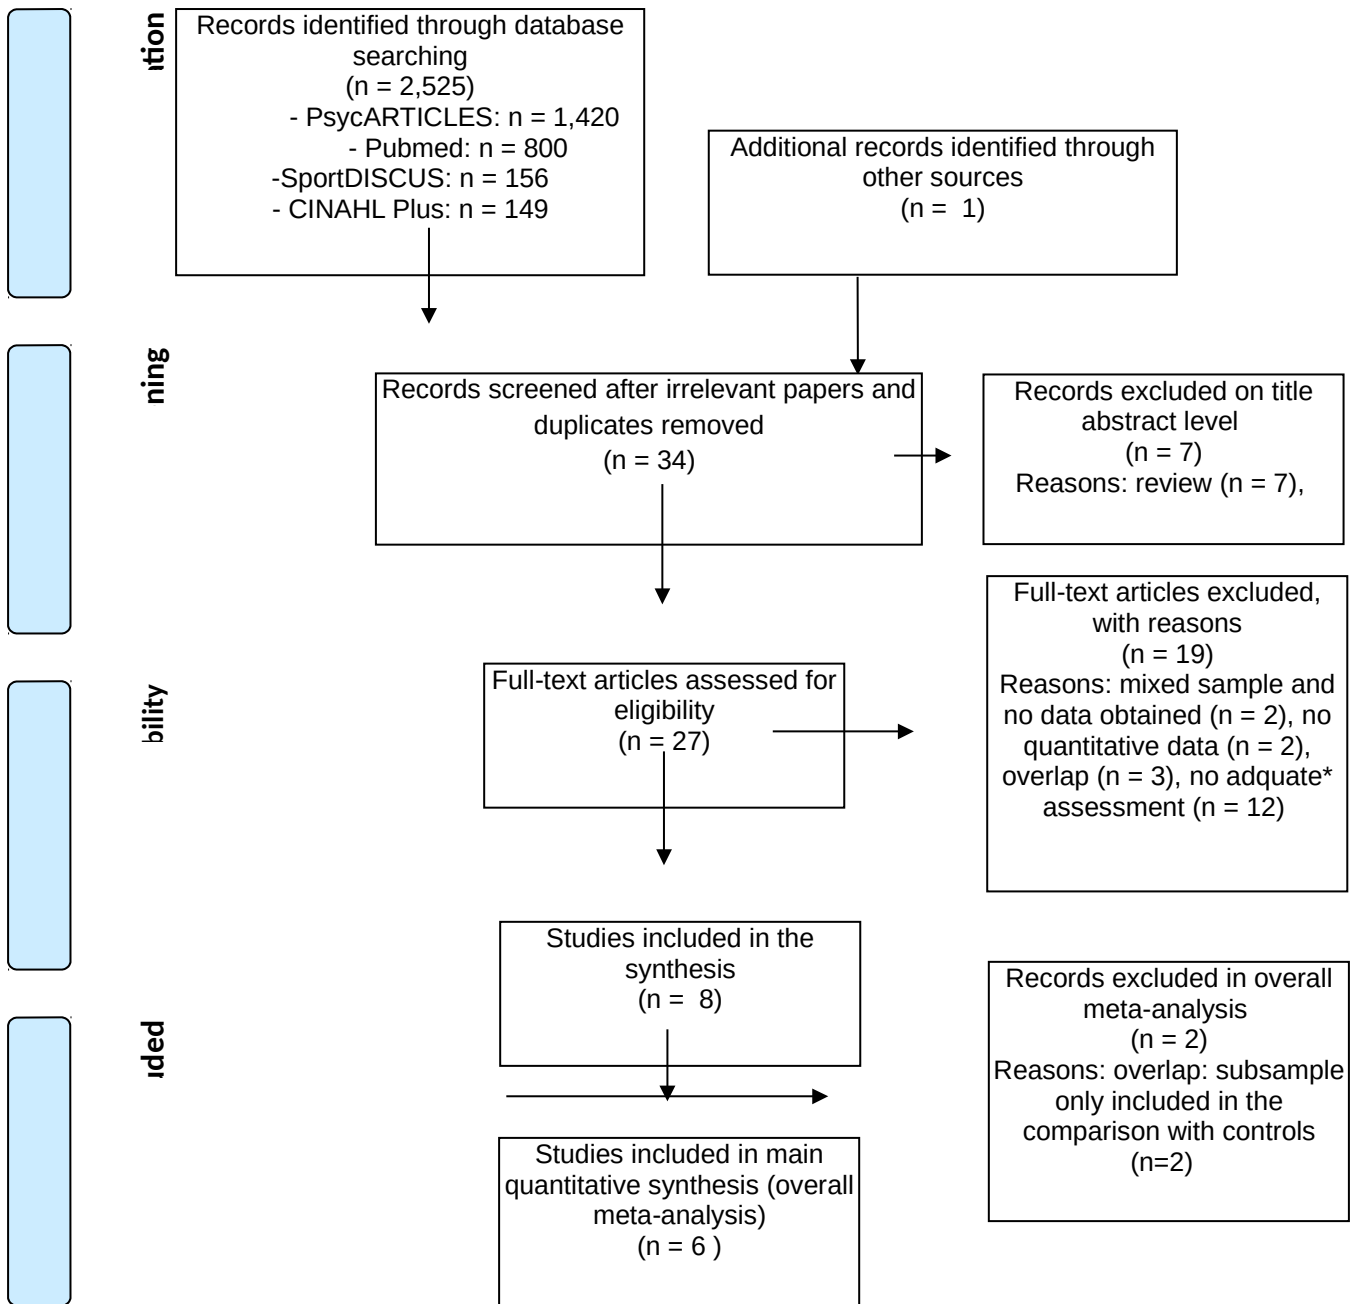 Records identified through database
searching
(n = 2,525)
- PsycARTICLES: n = 1,420
- Pubmed: n = 800
-SportDISCUS: n = 156
- CINAHL Plus: n = 149
Additional records identified through
other sources
(n = 1)
ning
Records screened after irrelevant papers and
duplicates removed
(n = 34)
Records excluded on title
abstract level
(n = 7)
Reasons: review (n = 7),
bility
Full-text articles assessed for
eligibility
(n = 27)
Full-text articles excluded,
with reasons
(n = 19)
Reasons: mixed sample and
no data obtained (n = 2), no
quantitative data (n = 2),
overlap (n = 3), no adquate*
assessment (n = 12)
Studies included in the
synthesis
(n = 8)
Records excluded in overall
meta-analysis
(n = 2)
Reasons: overlap: subsample
only included in the
comparison with controls
(n=2)
Studies included in main
quantitative synthesis (overall
meta-analysis)
(n = 6 )